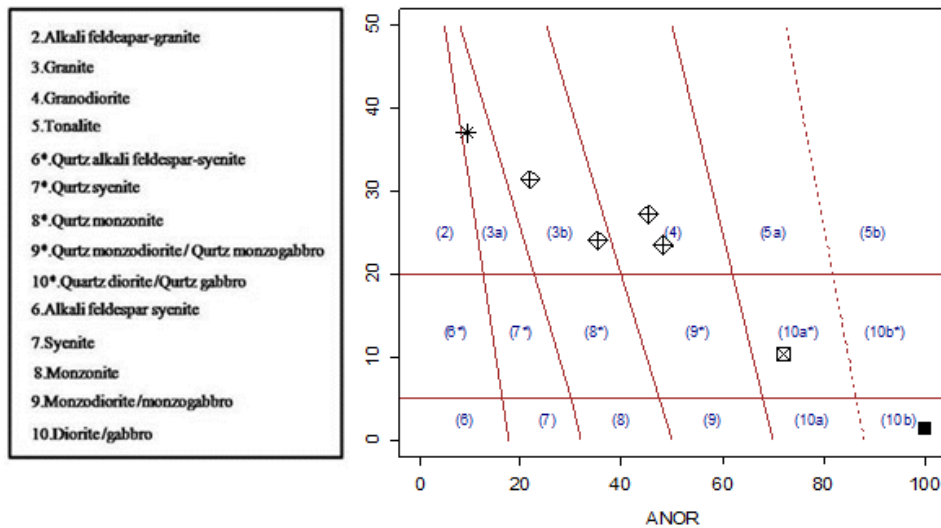 2.Alkali feldeapar-granite
3.Granite
4.Granodiorite
5.Tonalite
6*.Qurtz alkali feldespar-syenite
7*.Qurtz syenite
8*.Qurtz monzonite
9*.Qurtz monzodiorite/ Qurtz monzogabbro
10*.Quartz diorite/Qurtz gabbro
6.Alkali feldespar syenite
7.Syenite
8.Monzonite
9.Monzodiorite/monzogabbro
10.Diorite/gabbro
50
40
30
(2) (3a) (3b) (4) (5a) (5b)
20
(6*) (7*) (8*) (9*) (10a*) (10b*)
10
(6) (7) (8) (9) (10a) (10b)
0
0 20 40 60 80 100
ANOR